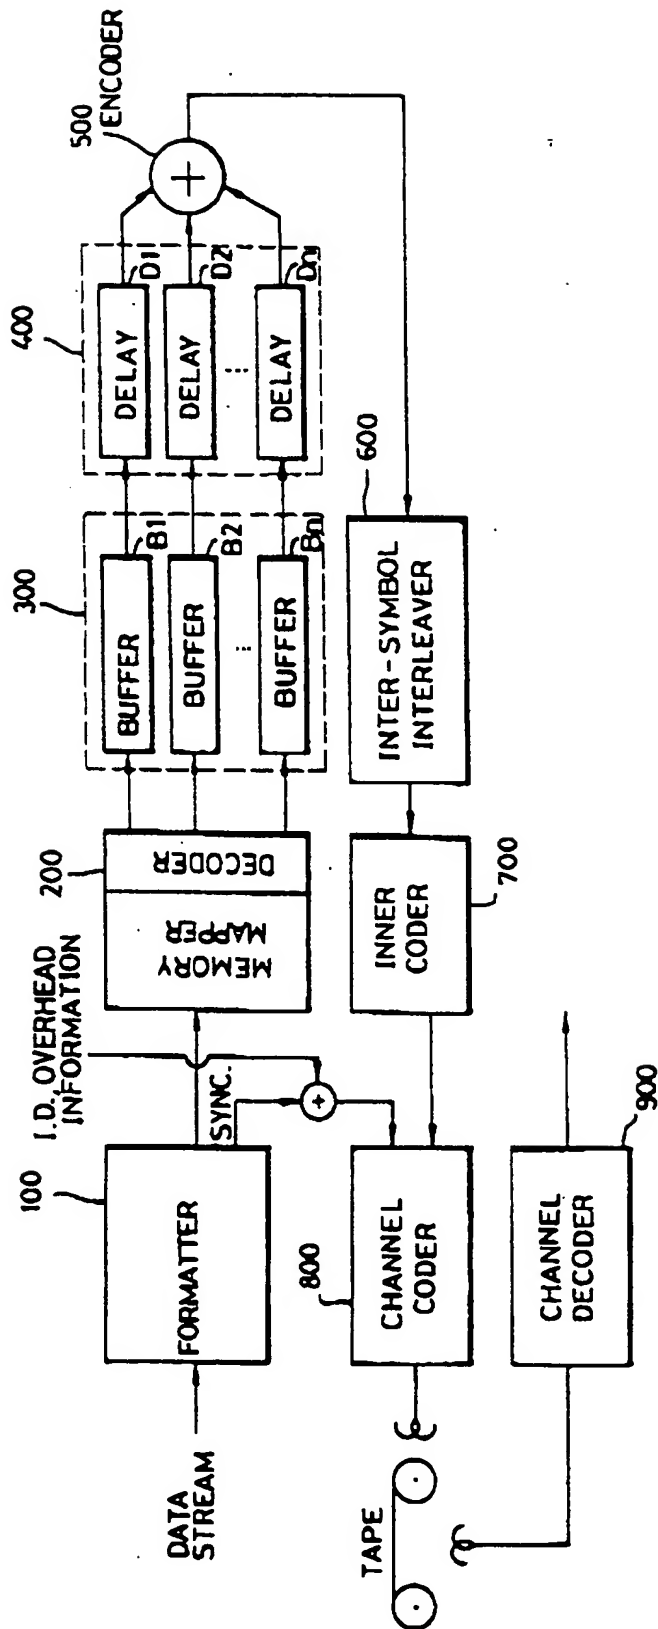 DATA
STREAM
100
FORMATTER
I.D., OVERHEAD
INFORMATION
SYNC.
+
200
MEMORY
MAPPER
DECODER
300
BUFFER
B1
BUFFER
B2
...
BUFFER
Bn
400
DELAY
D1
DELAY
D2
...
DELAY
Dn
500
ENCODER
+
600
INTER-SYMBOL
INTERLEAVER
INNER
CODER
700
800
CHANNEL
CODER
TAPE
CHANNEL
DECODER
900